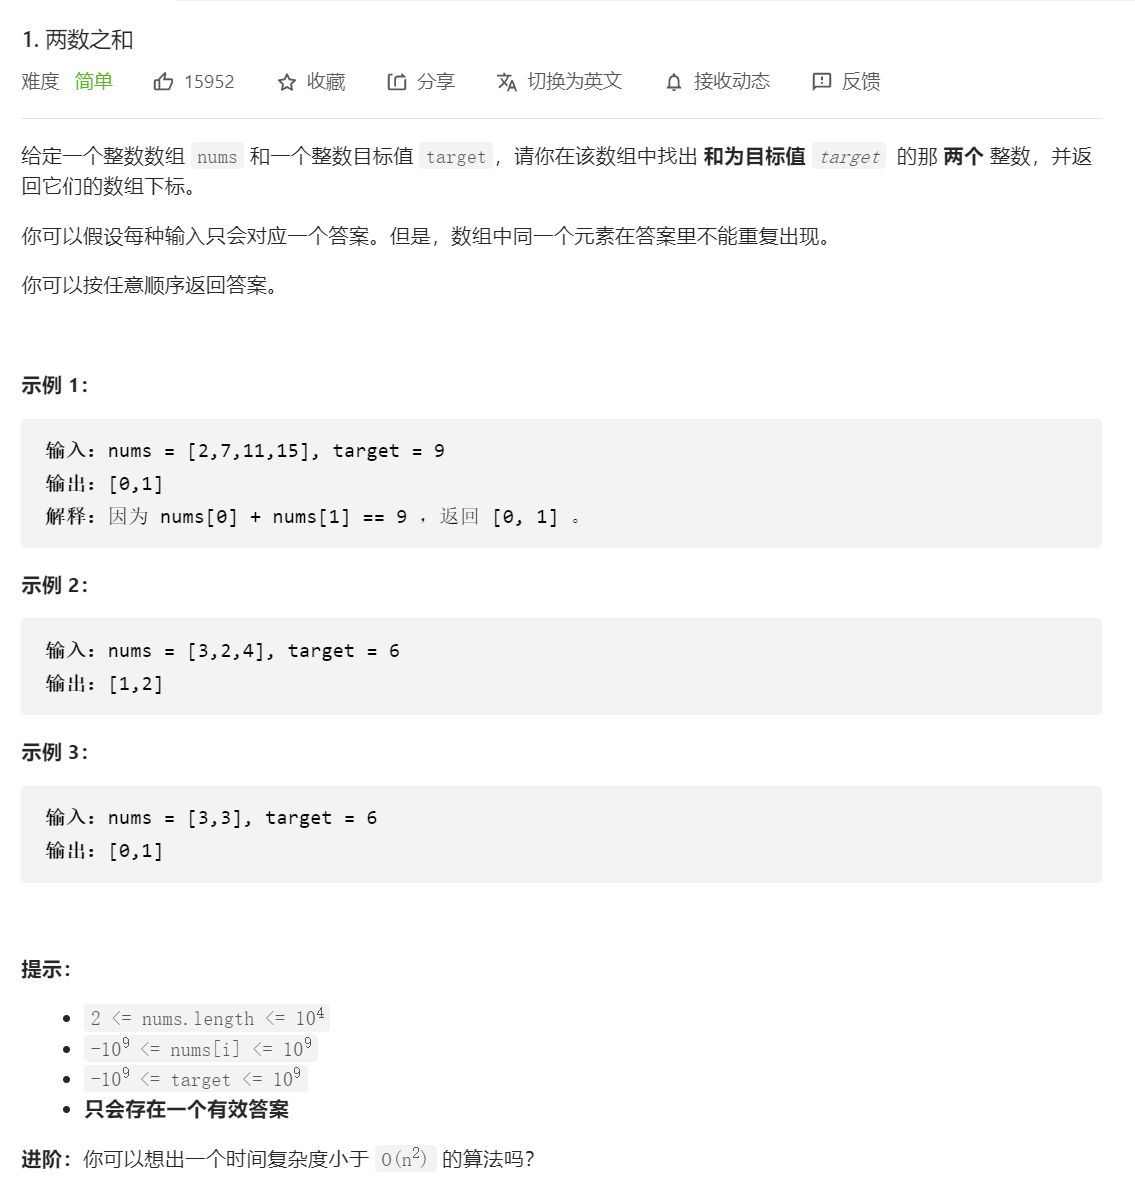 1. 两数之和
难度 简单 15952 收藏 分享 切换为英文 接收动态 反馈
给定一个整数数组 nums 和一个整数目标值 target，请你在该数组中找出 和为目标值 target 的那 两个 整数，并返
回它们的数组下标。
你可以假设每种输入只会对应一个答案。但是，数组中同一个元素在答案里不能重复出现。
你可以按任意顺序返回答案。
示例 1：
输入：nums = [2,7,11,15], target = 9
输出：[0,1]
解释：因为 nums[0] + nums[1] == 9 ，返回 [0, 1] 。
示例 2：
输入：nums = [3,2,4], target = 6
输出：[1,2]
示例 3：
输入：nums = [3,3], target = 6
输出：[0,1]
提示：
• 2 <= nums.length <= 10⁴
• -10⁹ <= nums[i] <= 10⁹
• -10⁹ <= target <= 10⁹
• 只会存在一个有效答案
进阶：你可以想出一个时间复杂度小于 O(n²) 的算法吗？